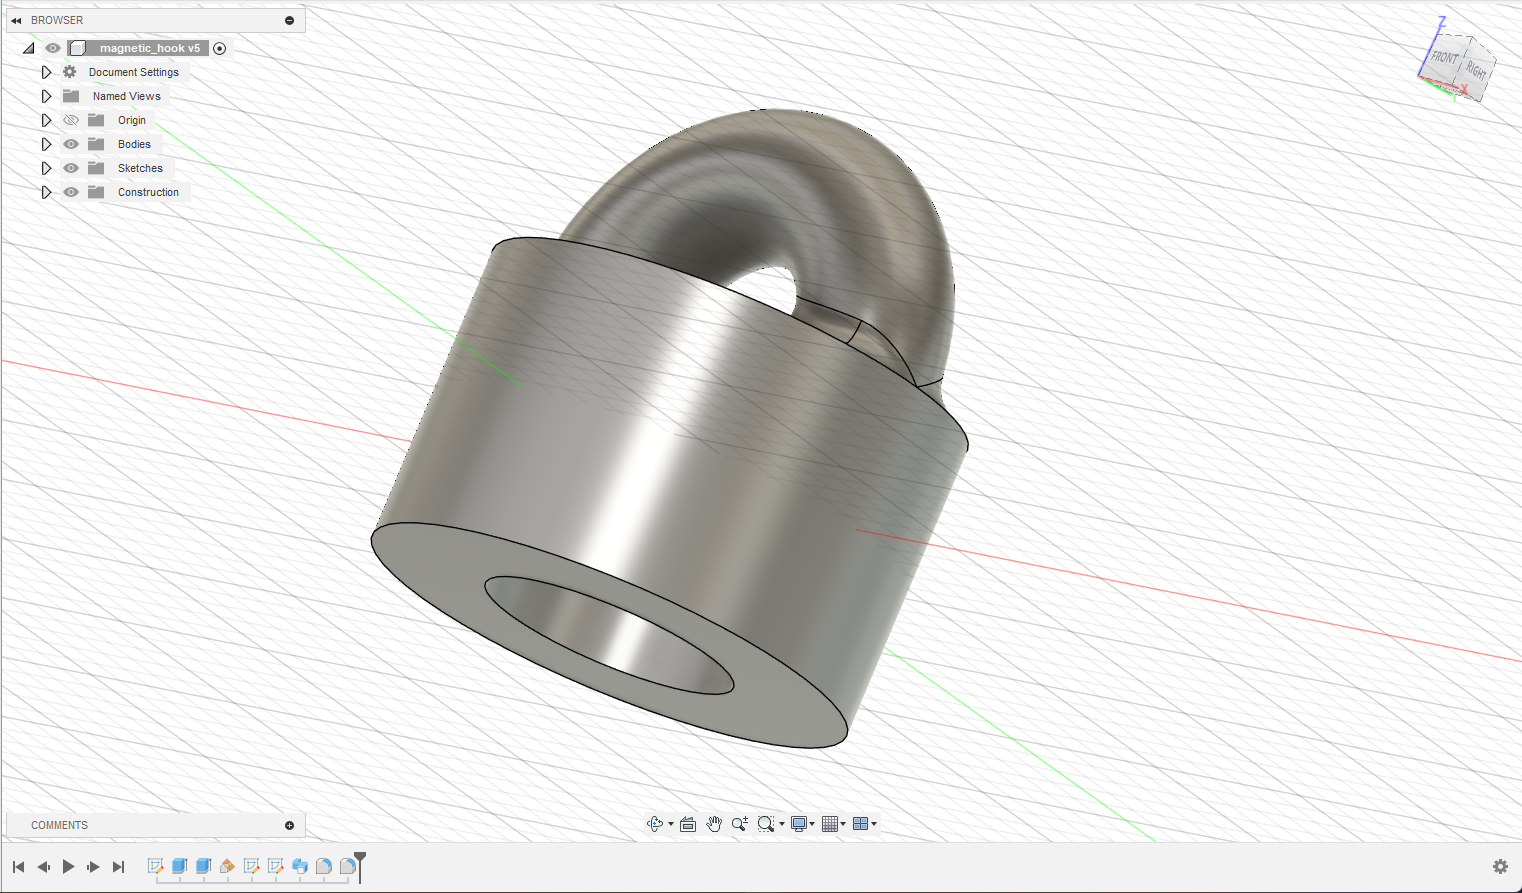 BROWSER
magnetic_hook v5
Document Settings
Named Views
Origin
Bodies
Sketches
Construction
Z
FRONT
RIGHT
X
COMMENTS